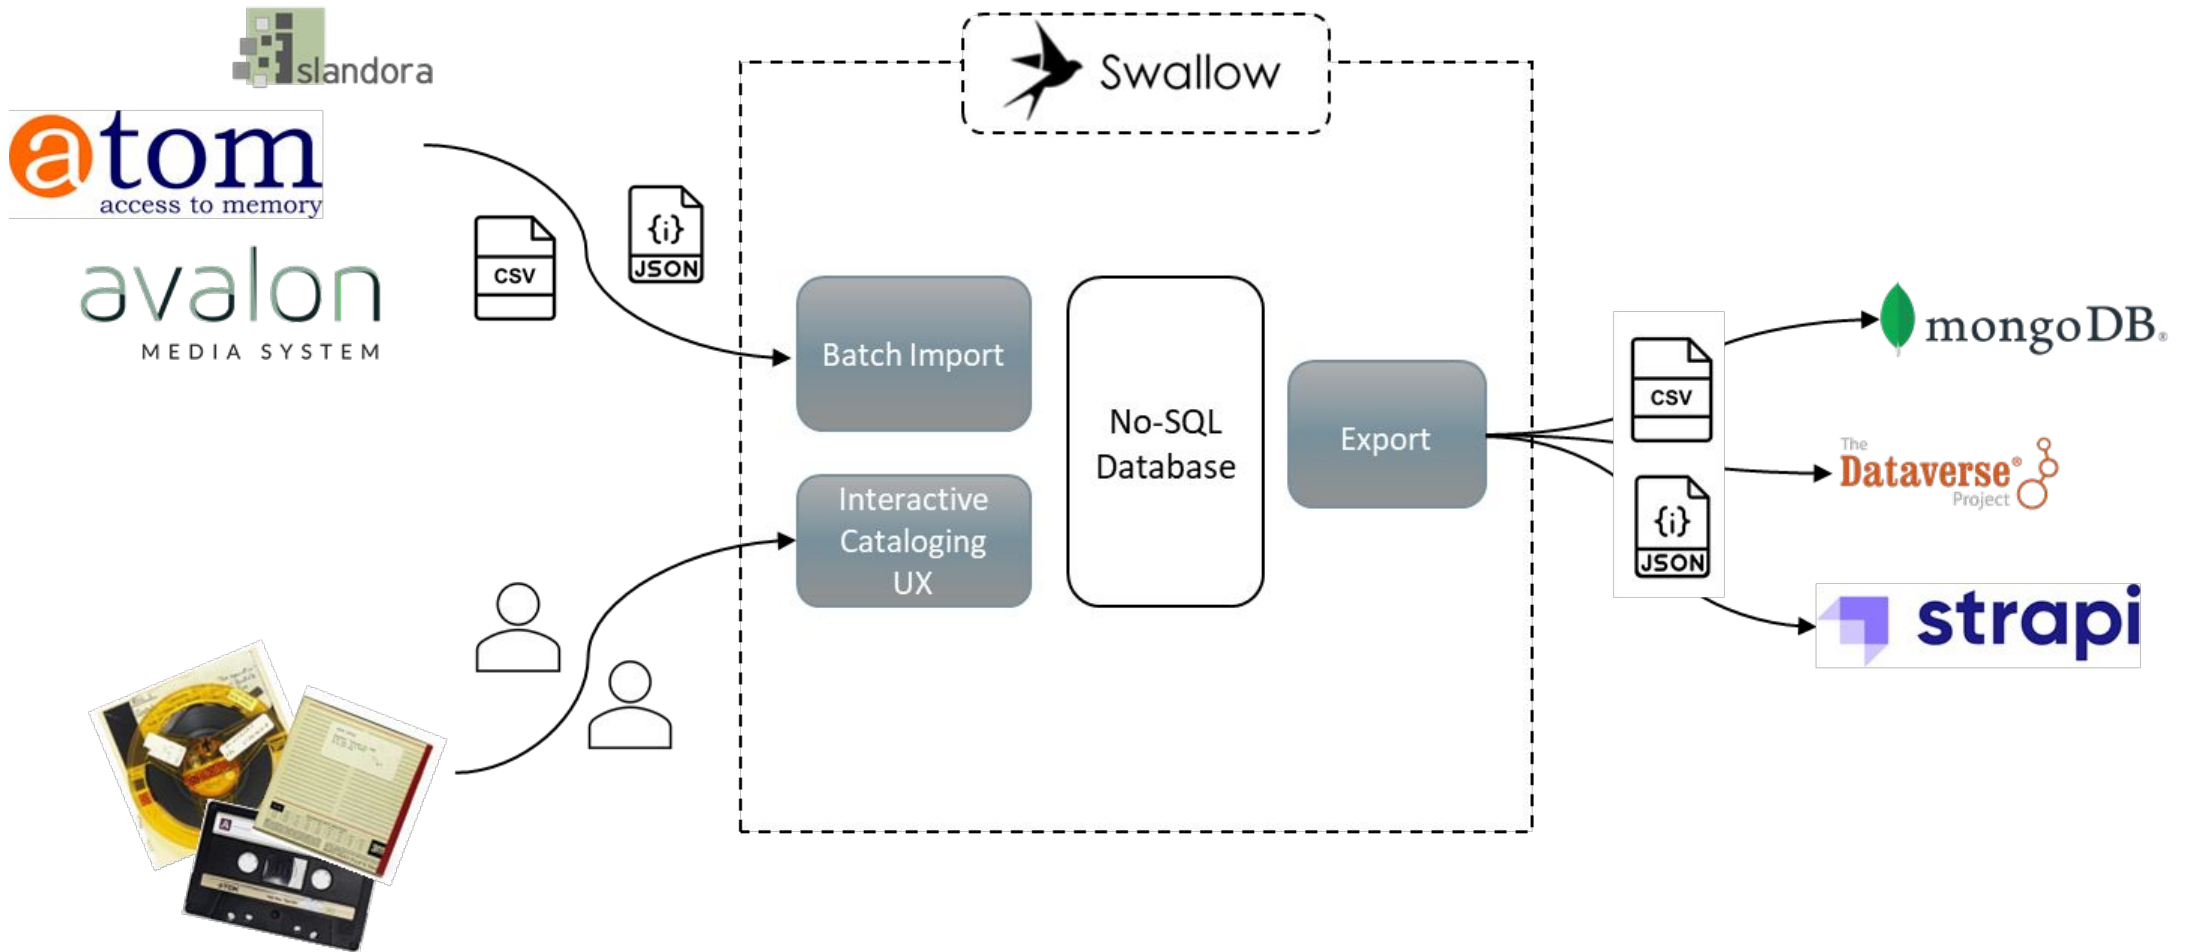 islandora
atom
access to memory
avalon
MEDIA SYSTEM
CSV
{i}
JSON
Swallow
Batch Import
Interactive
Cataloging
UX
No-SQL
Database
Export
CSV
{i}
JSON
mongoDB®
The
Dataverse®
Project
strapi
A
TDK